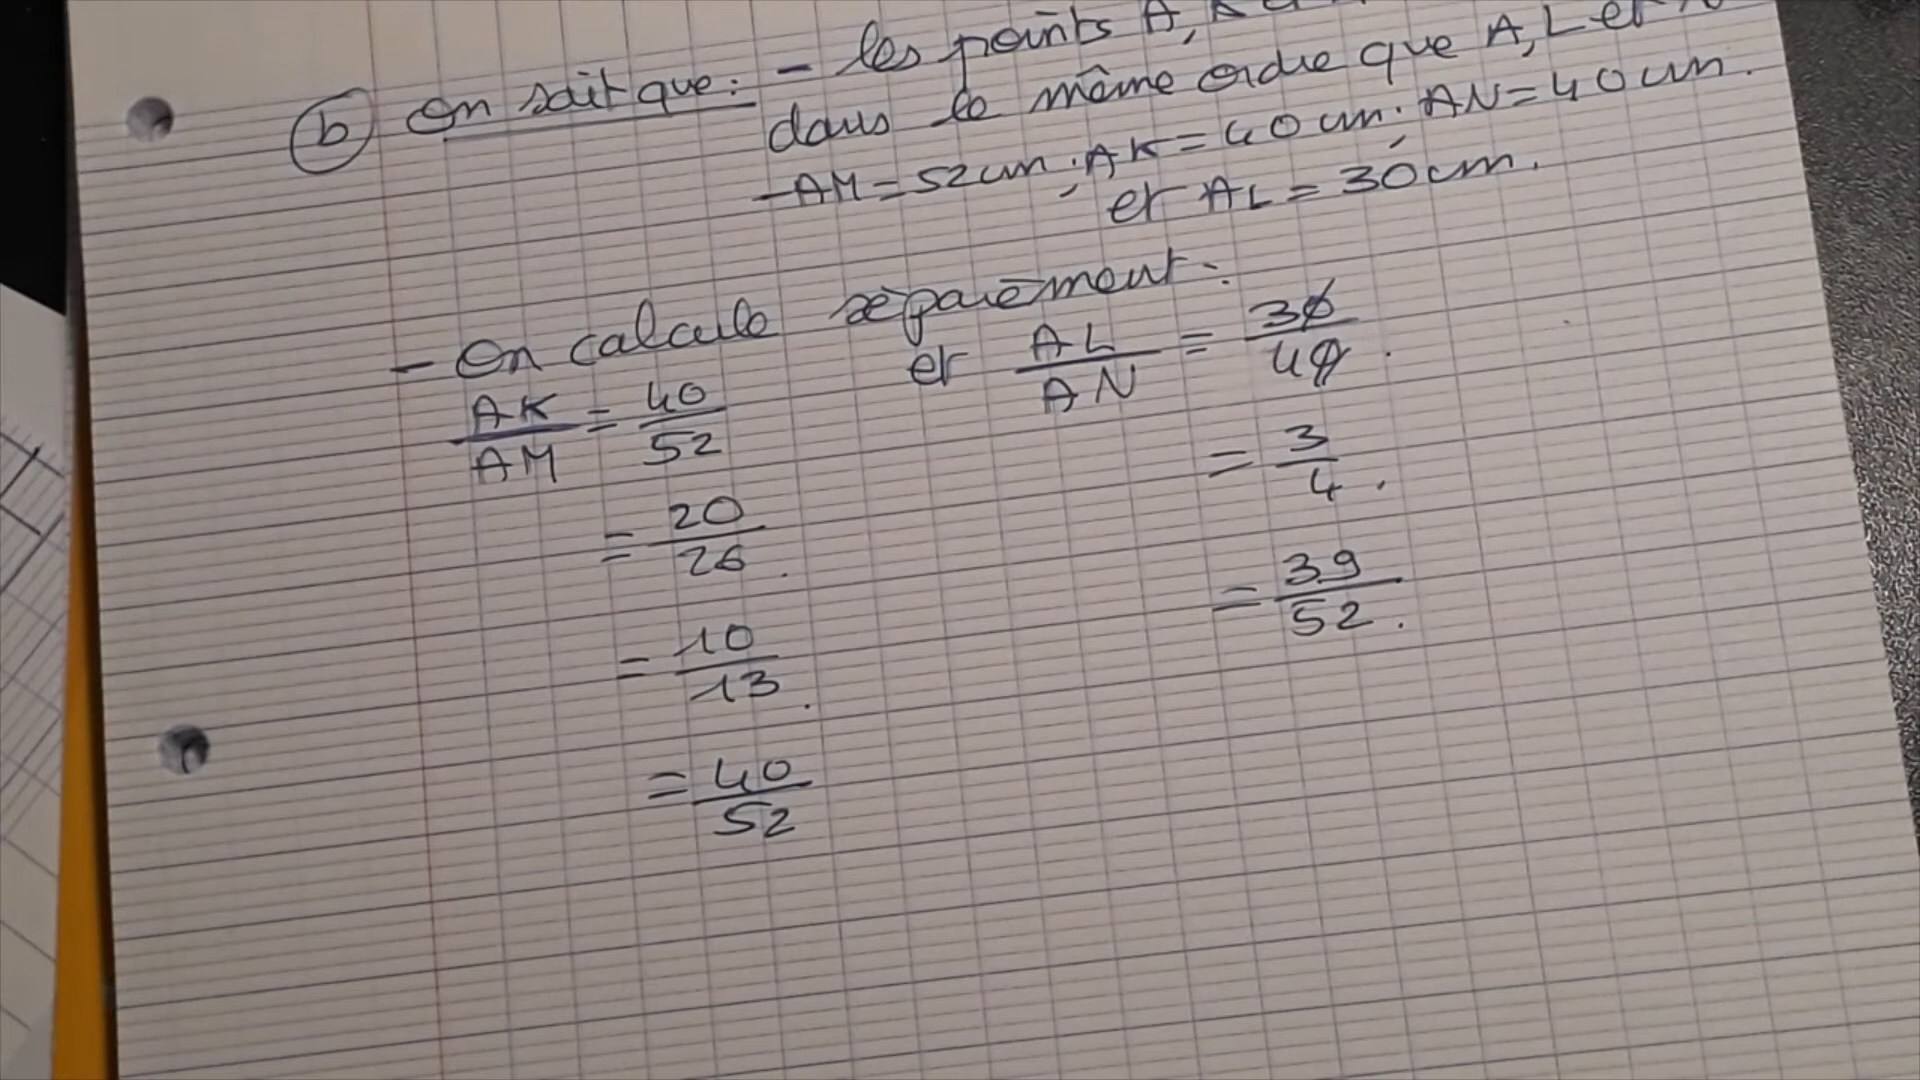 b On sait que: - les points A,
dans le même ordre que A, L et
- AM = 52 cm ; AK = 40 cm ; AN = 40 cm.
et AL = 30 cm.
- On calcule séparément :
AK/AM = 40/52 et AL/AN = 30/40.
= 20/26. = 3/4.
= 10/13. = 39/52.
= 40/52